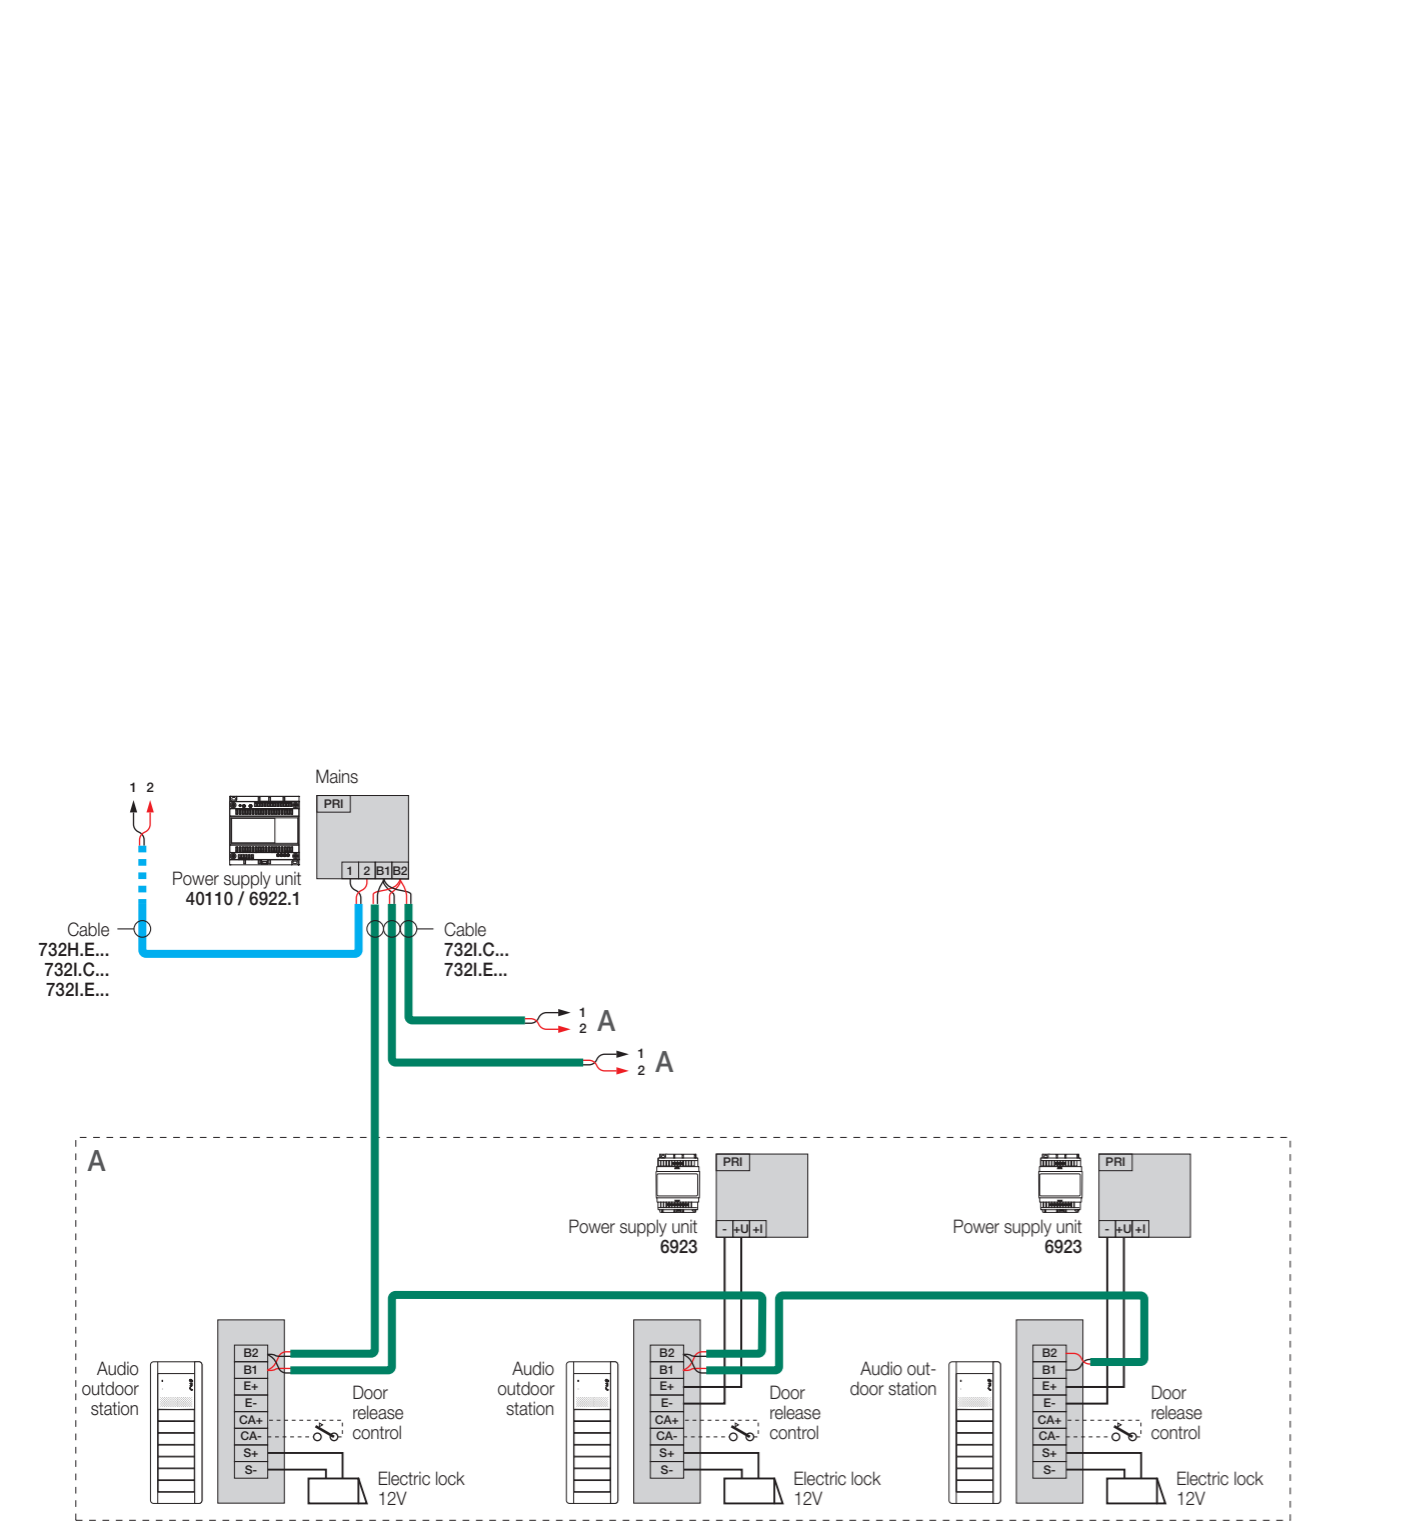 Mains
1 2
PRI
1 2 B1 B2
Power supply unit
40110 / 6922.1
Cable
732H.E...
732I.C...
732I.E...
Cable
732I.C...
732I.E...
1
2
A
1
2
A
A
PRI
- +U +I
Power supply unit
6923
PRI
- +U +I
Power supply unit
6923
Audio
outdoor
station
B2
B1
E+
E-
CA+
CA-
S+
S-
Door
release
control
Electric lock
12V
Audio
outdoor
station
B2
B1
E+
E-
CA+
CA-
S+
S-
Door
release
control
Electric lock
12V
Audio out-
door station
B2
B1
E+
E-
CA+
CA-
S+
S-
Door
release
control
Electric lock
12V